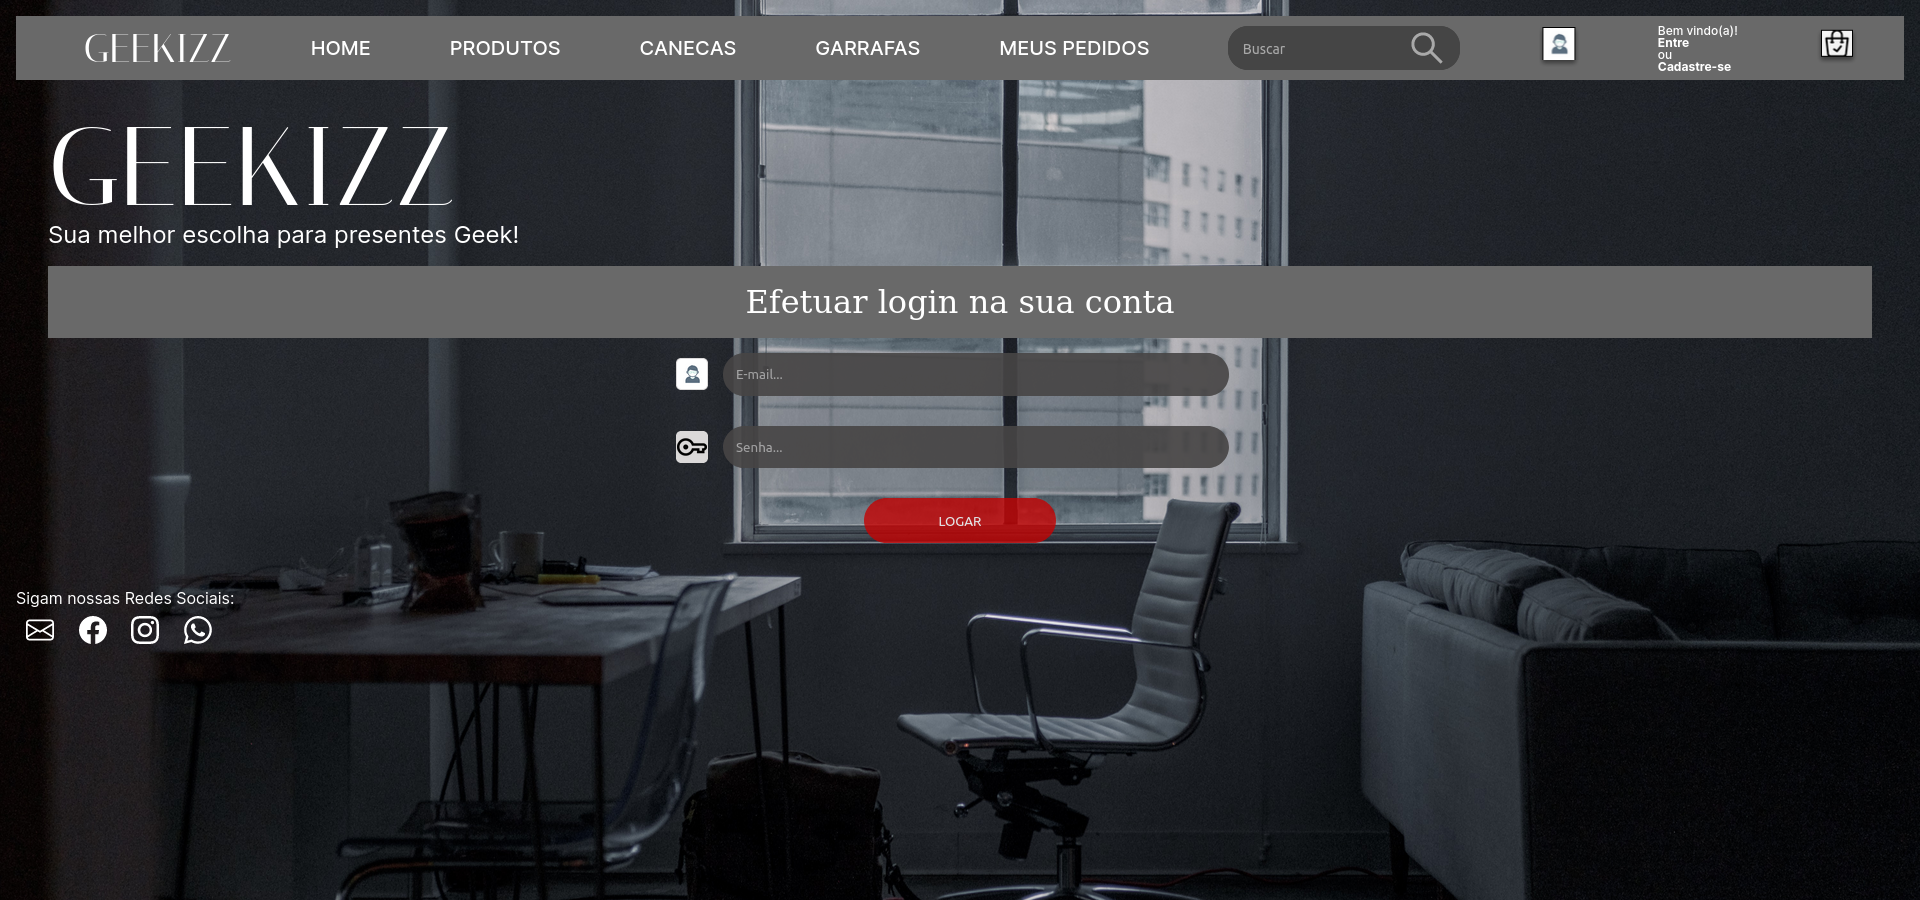 GEEKIZZ
HOME
PRODUTOS
CANECAS
GARRAFAS
MEUS PEDIDOS
Buscar
Bem vindo(a)!
Entre
ou
Cadastre-se
GEEKIZZ
Sua melhor escolha para presentes Geek!
Efetuar login na sua conta
E-mail...
Senha...
LOGAR
Sigam nossas Redes Sociais: